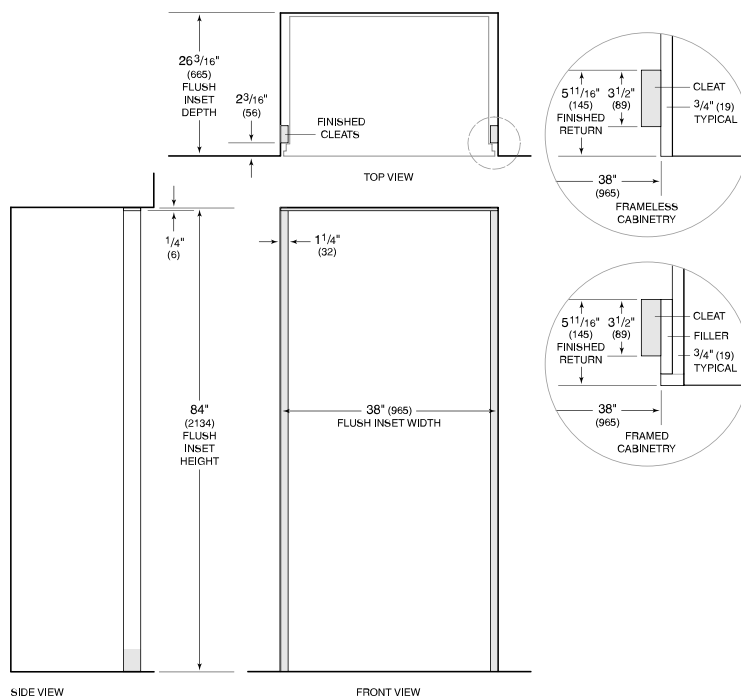 26 3/16"
(665)
FLUSH
INSET
DEPTH
2 3/16"
(56)
FINISHED
CLEATS
TOP VIEW
5 11/16"
(145)
FINISHED
RETURN
3 1/2"
(89)
CLEAT
3/4" (19)
TYPICAL
38"
(965)
FRAMELESS
CABINETRY
1/4"
(6)
1 1/4"
(32)
5 11/16"
(145)
FINISHED
RETURN
3 1/2"
(89)
CLEAT
FILLER
3/4" (19)
TYPICAL
38"
(965)
FRAMED
CABINETRY
84"
(2134)
FLUSH
INSET
HEIGHT
38" (965)
FLUSH INSET WIDTH
SIDE VIEW
FRONT VIEW